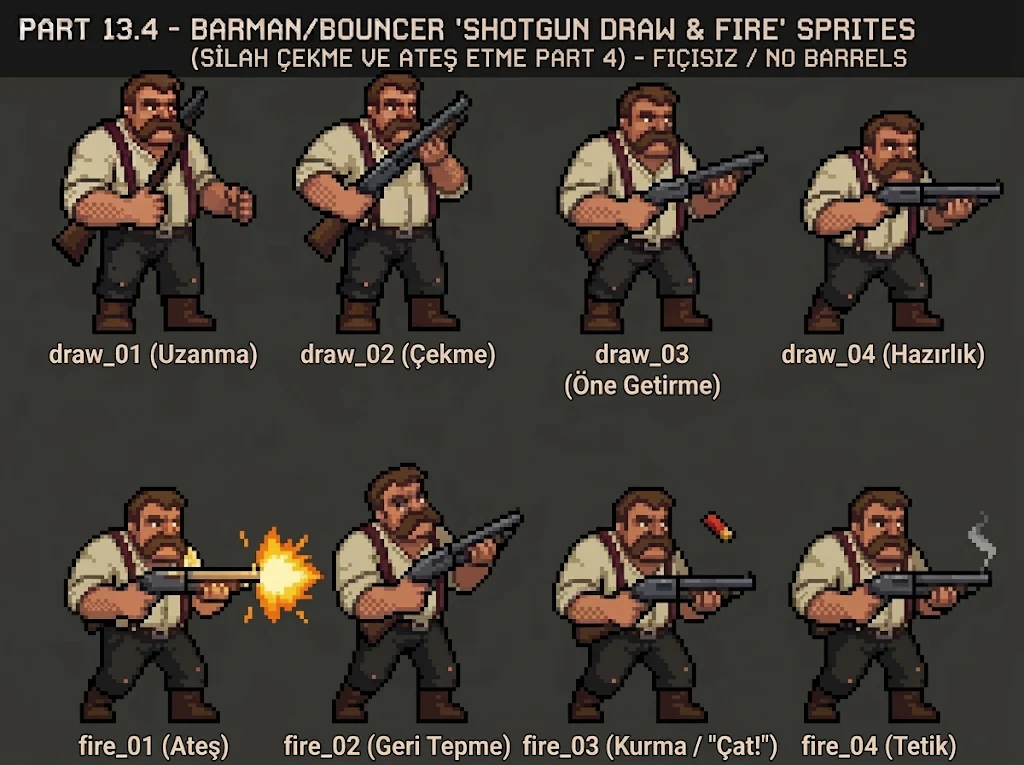 PART 13.4 - BARMAN/BOUNCER 'SHOTGUN DRAW & FIRE' SPRITES
(SİLAH ÇEKME VE ATEŞ ETME PART 4) - FIÇISIZ / NO BARRELS
draw_01 (Uzanma)
draw_02 (Çekme)
draw_03
(Öne Getirme)
draw_04 (Hazırlık)
fire_01 (Ateş)
fire_02 (Geri Tepme)
fire_03 (Kurma / "Çat!")
fire_04 (Tetik)